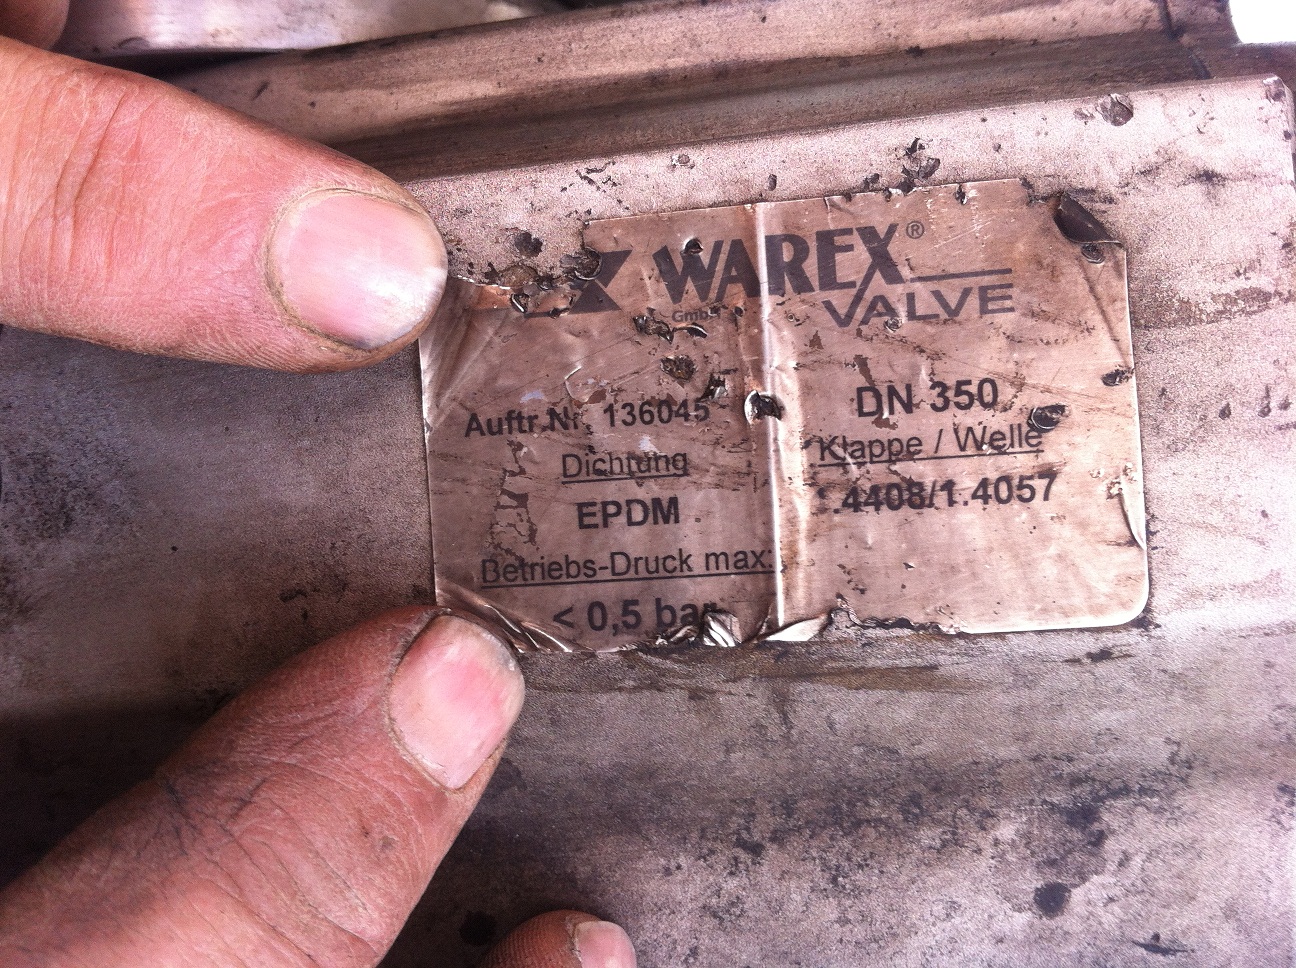 WAREX®
GmbH VALVE
Auftr.Nr. 136045
DN 350
Dichtung
Klappe / Welle
EPDM
1.4408/1.4057
Betriebs-Druck max:
< 0,5 bar